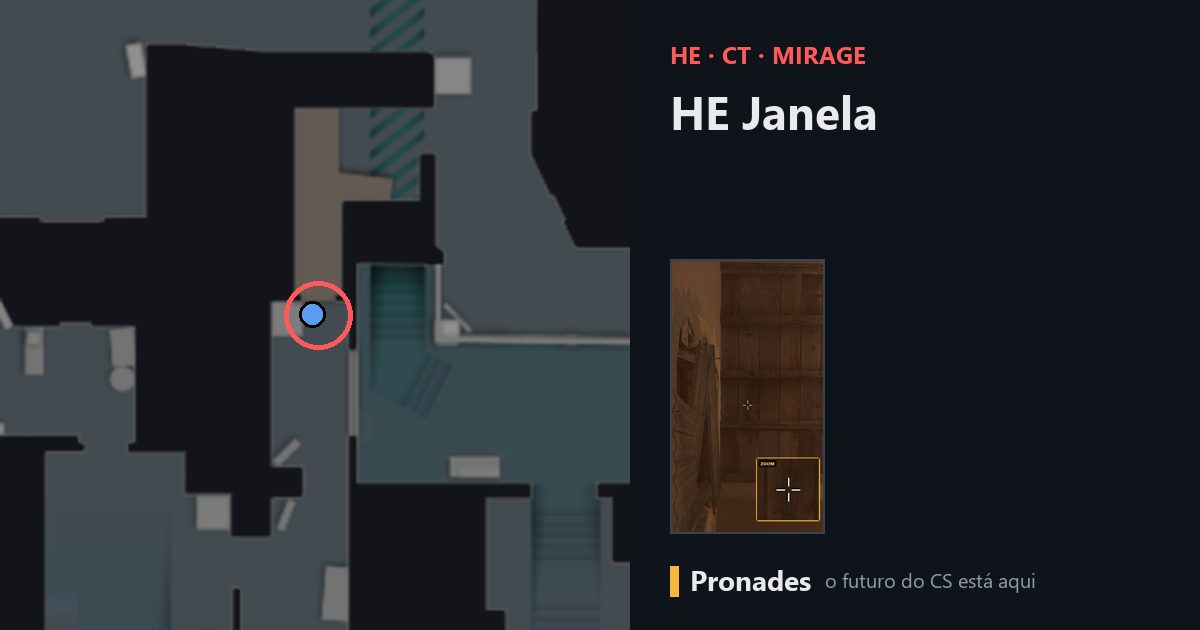 HE · CT · MIRAGE
HE Janela
ZOOM
Pronades o futuro do CS está aqui